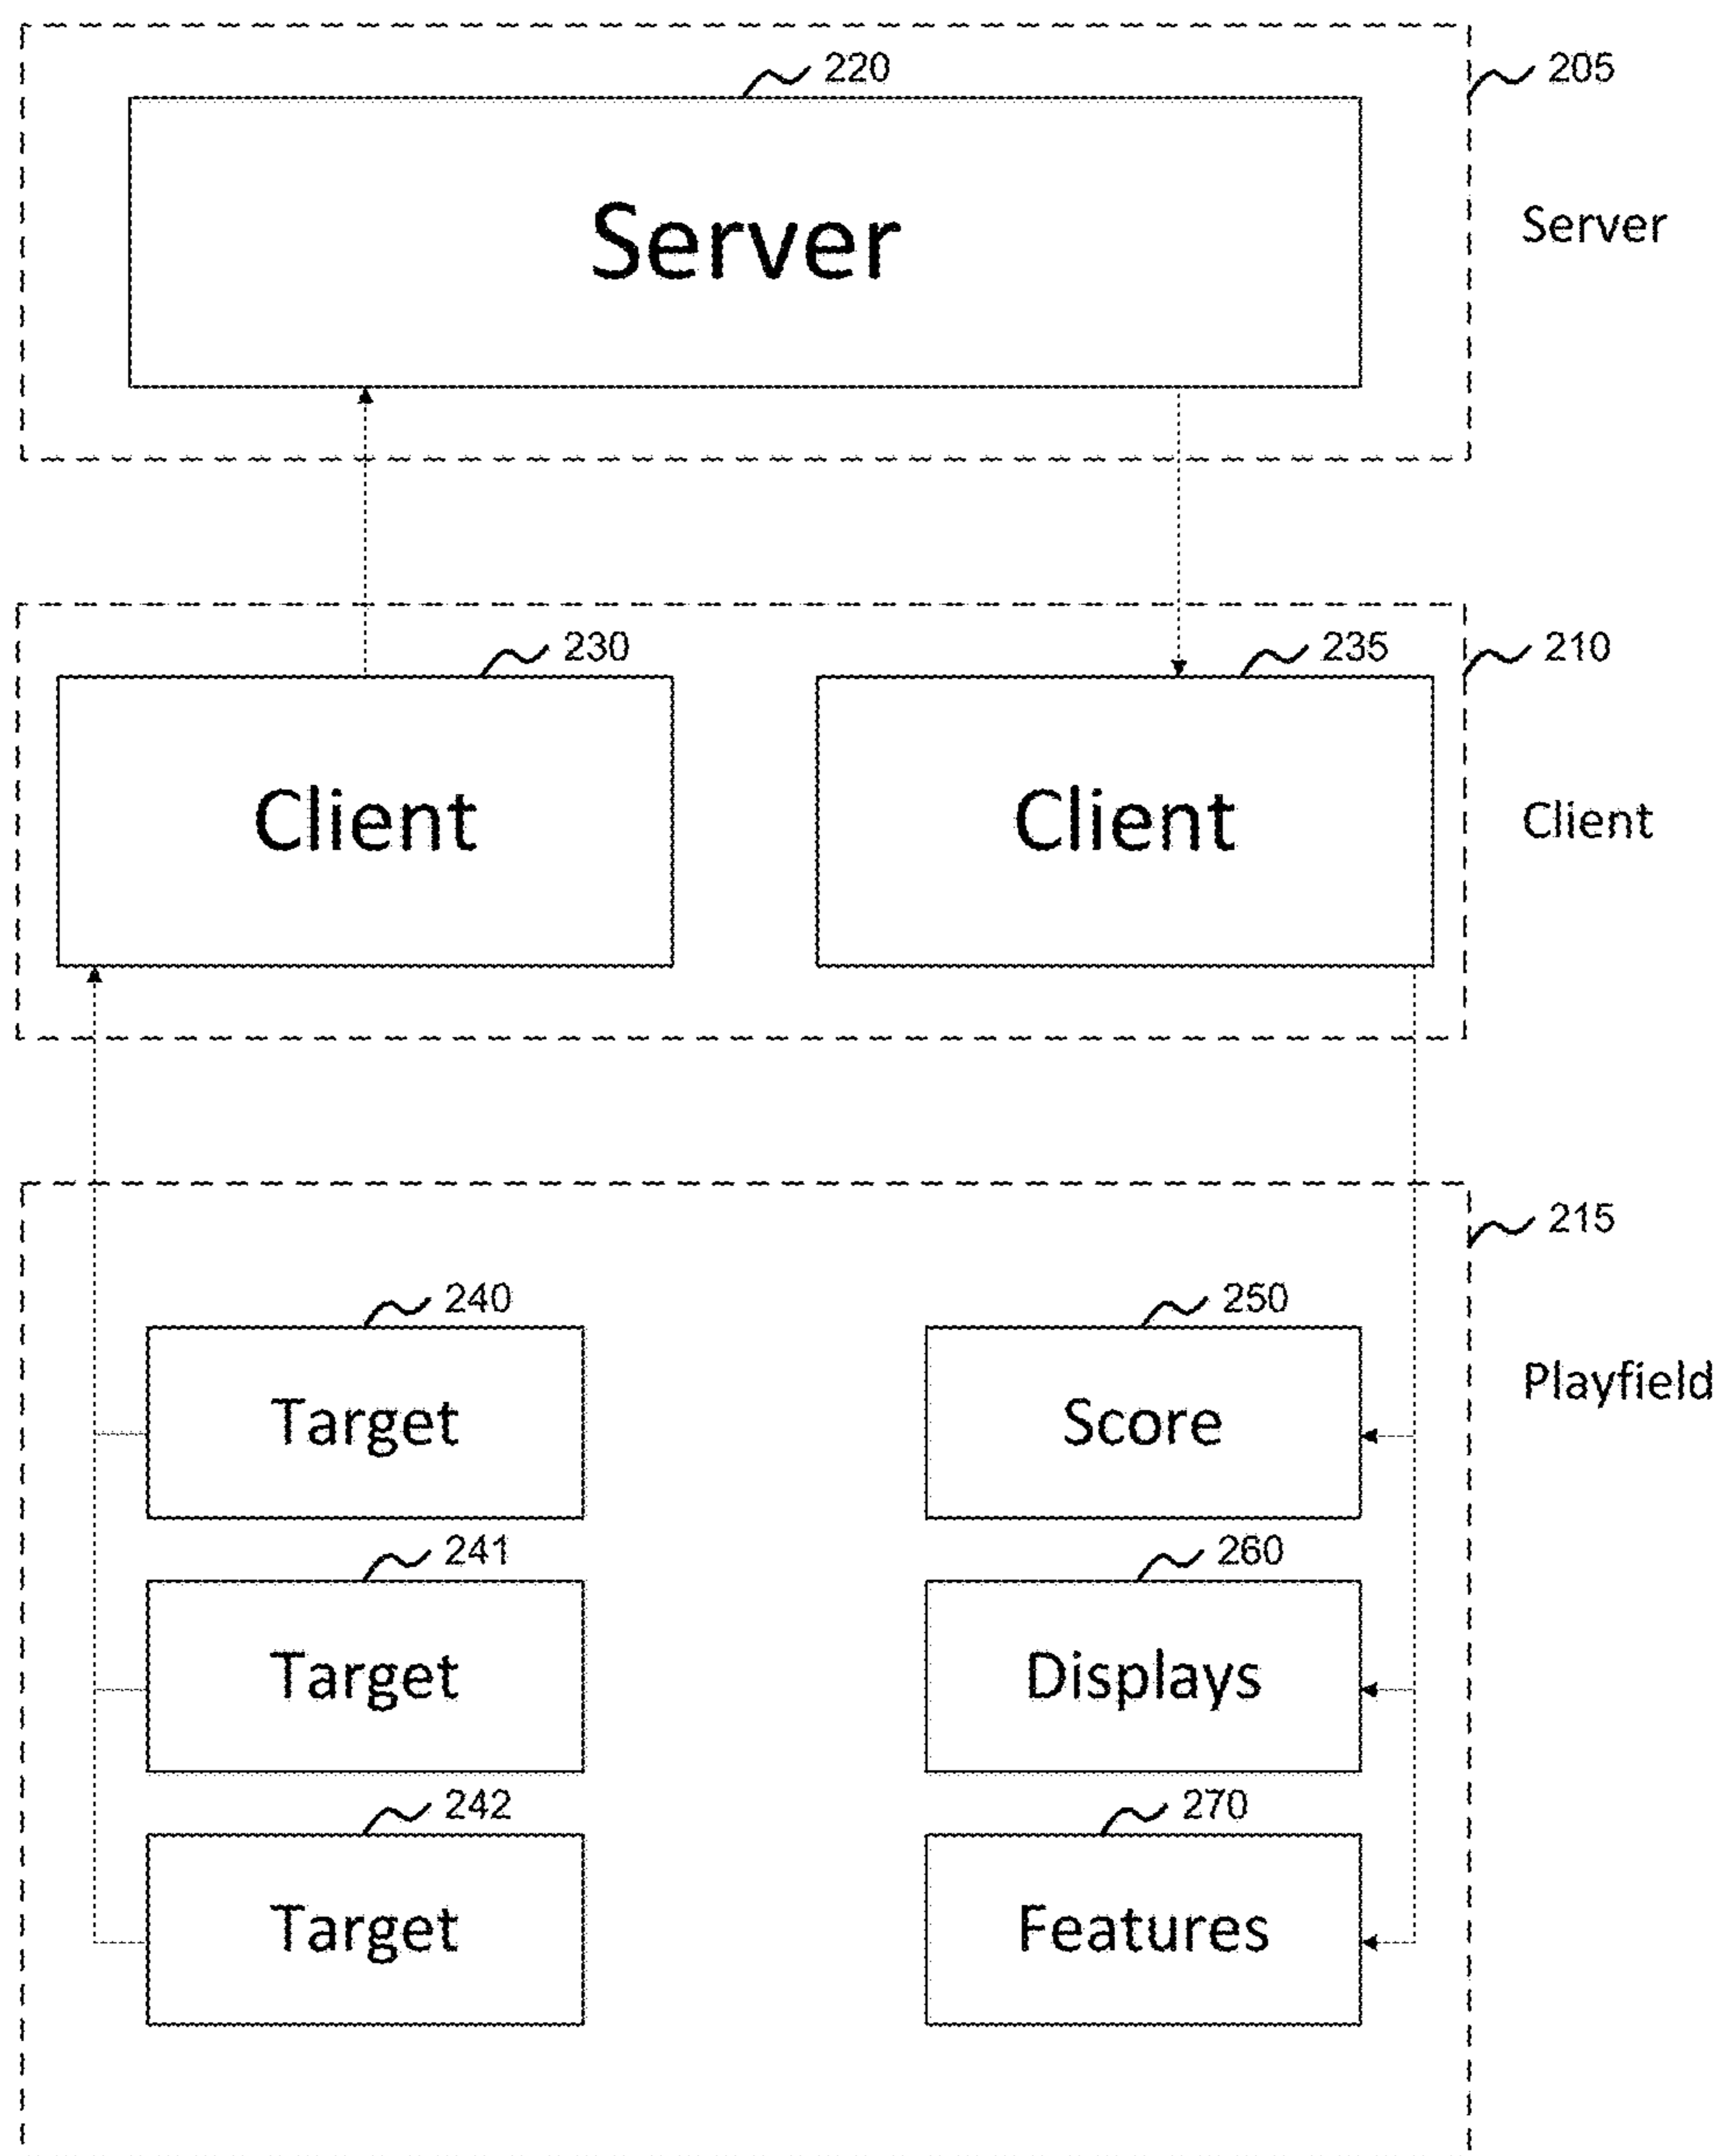 220
205
Server
Server
230
235
210
Client
Client
Client
215
240
250
Target
Score
Playfield
241
260
Target
Displays
242
270
Target
Features